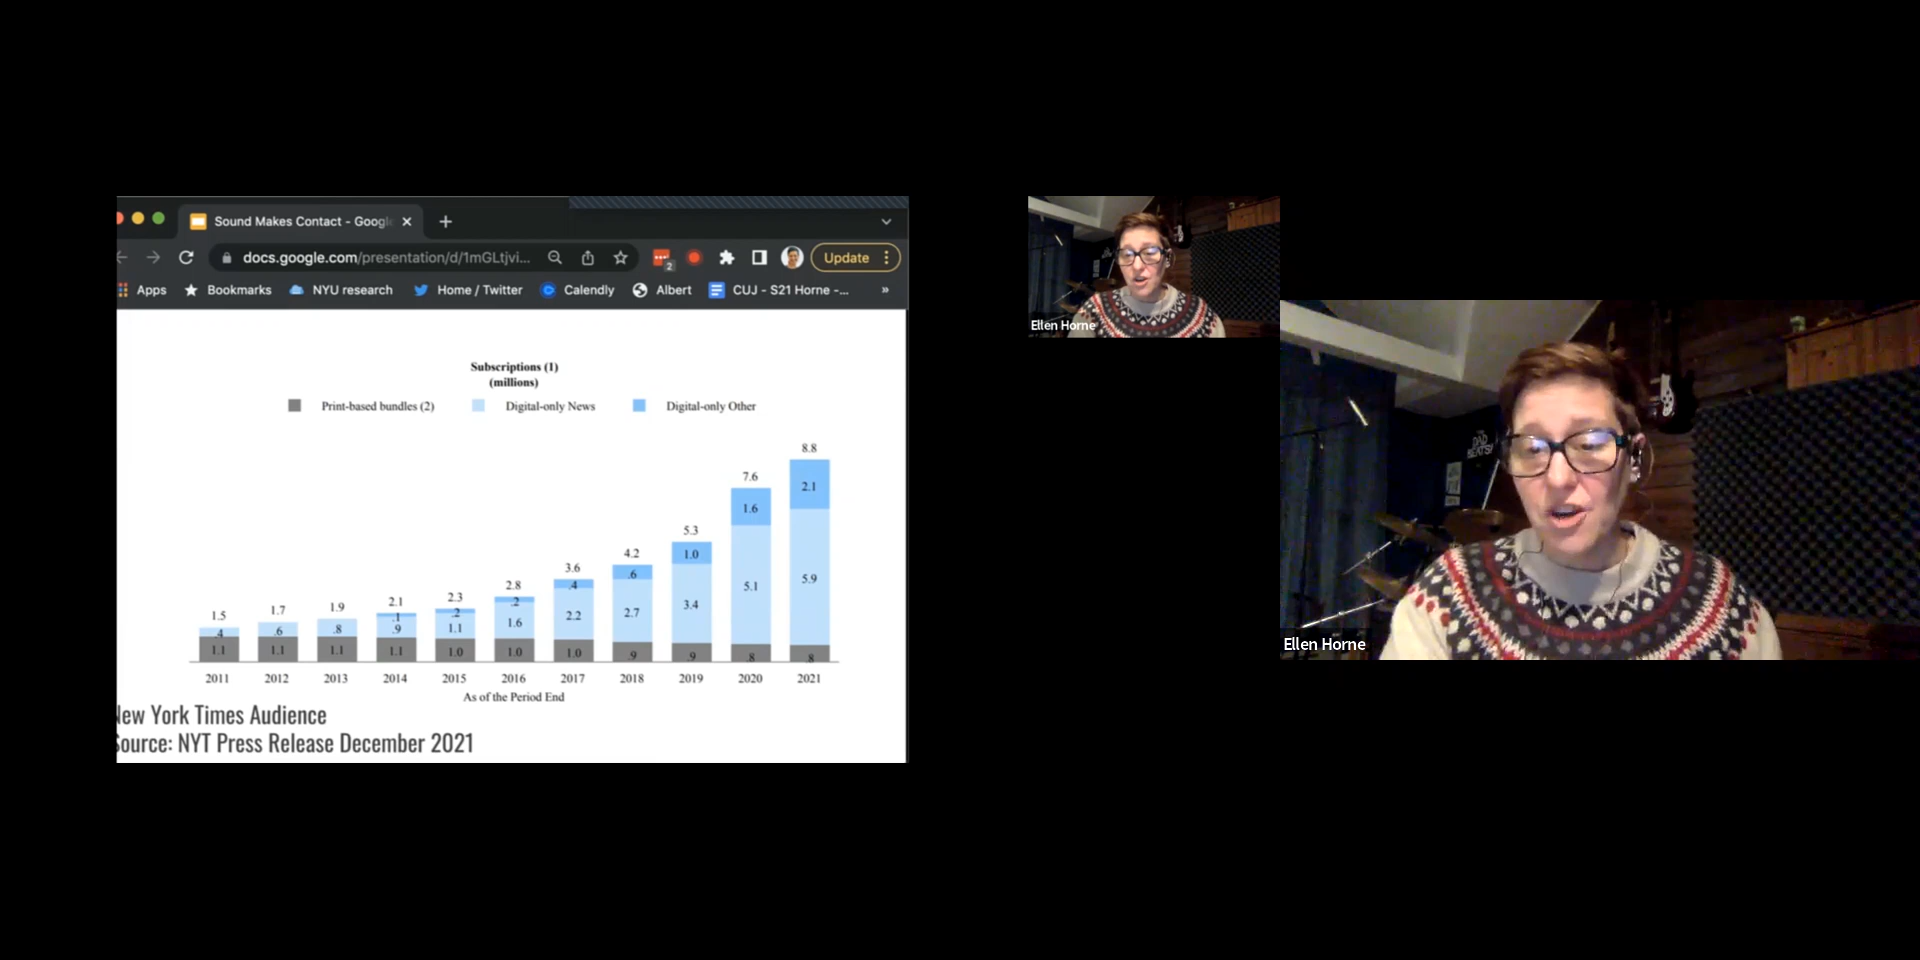 Sound Makes Contact - Googl
docs.google.com/presentation/d/1mGLtjvi...
2
Update
Apps
Bookmarks
NYU research
Home / Twitter
Calendly
Albert
CUJ - S21 Horne -...
»
Subscriptions (1)
(millions)
Print-based bundles (2)
Digital-only News
Digital-only Other
1.5
.4
1.1
1.7
.6
1.1
1.9
.8
1.1
2.1
.1
.9
1.1
2.3
.2
1.1
1.0
2.8
.2
1.6
1.0
3.6
.4
2.2
1.0
4.2
.6
2.7
.9
5.3
1.0
3.4
.9
7.6
1.6
5.1
.8
8.8
2.1
5.9
.8
2011 2012 2013 2014 2015 2016 2017 2018 2019 2020 2021
As of the Period End
New York Times Audience
Source: NYT Press Release December 2021
Ellen Horne
THE
DAD
BEATS!
Ellen Horne